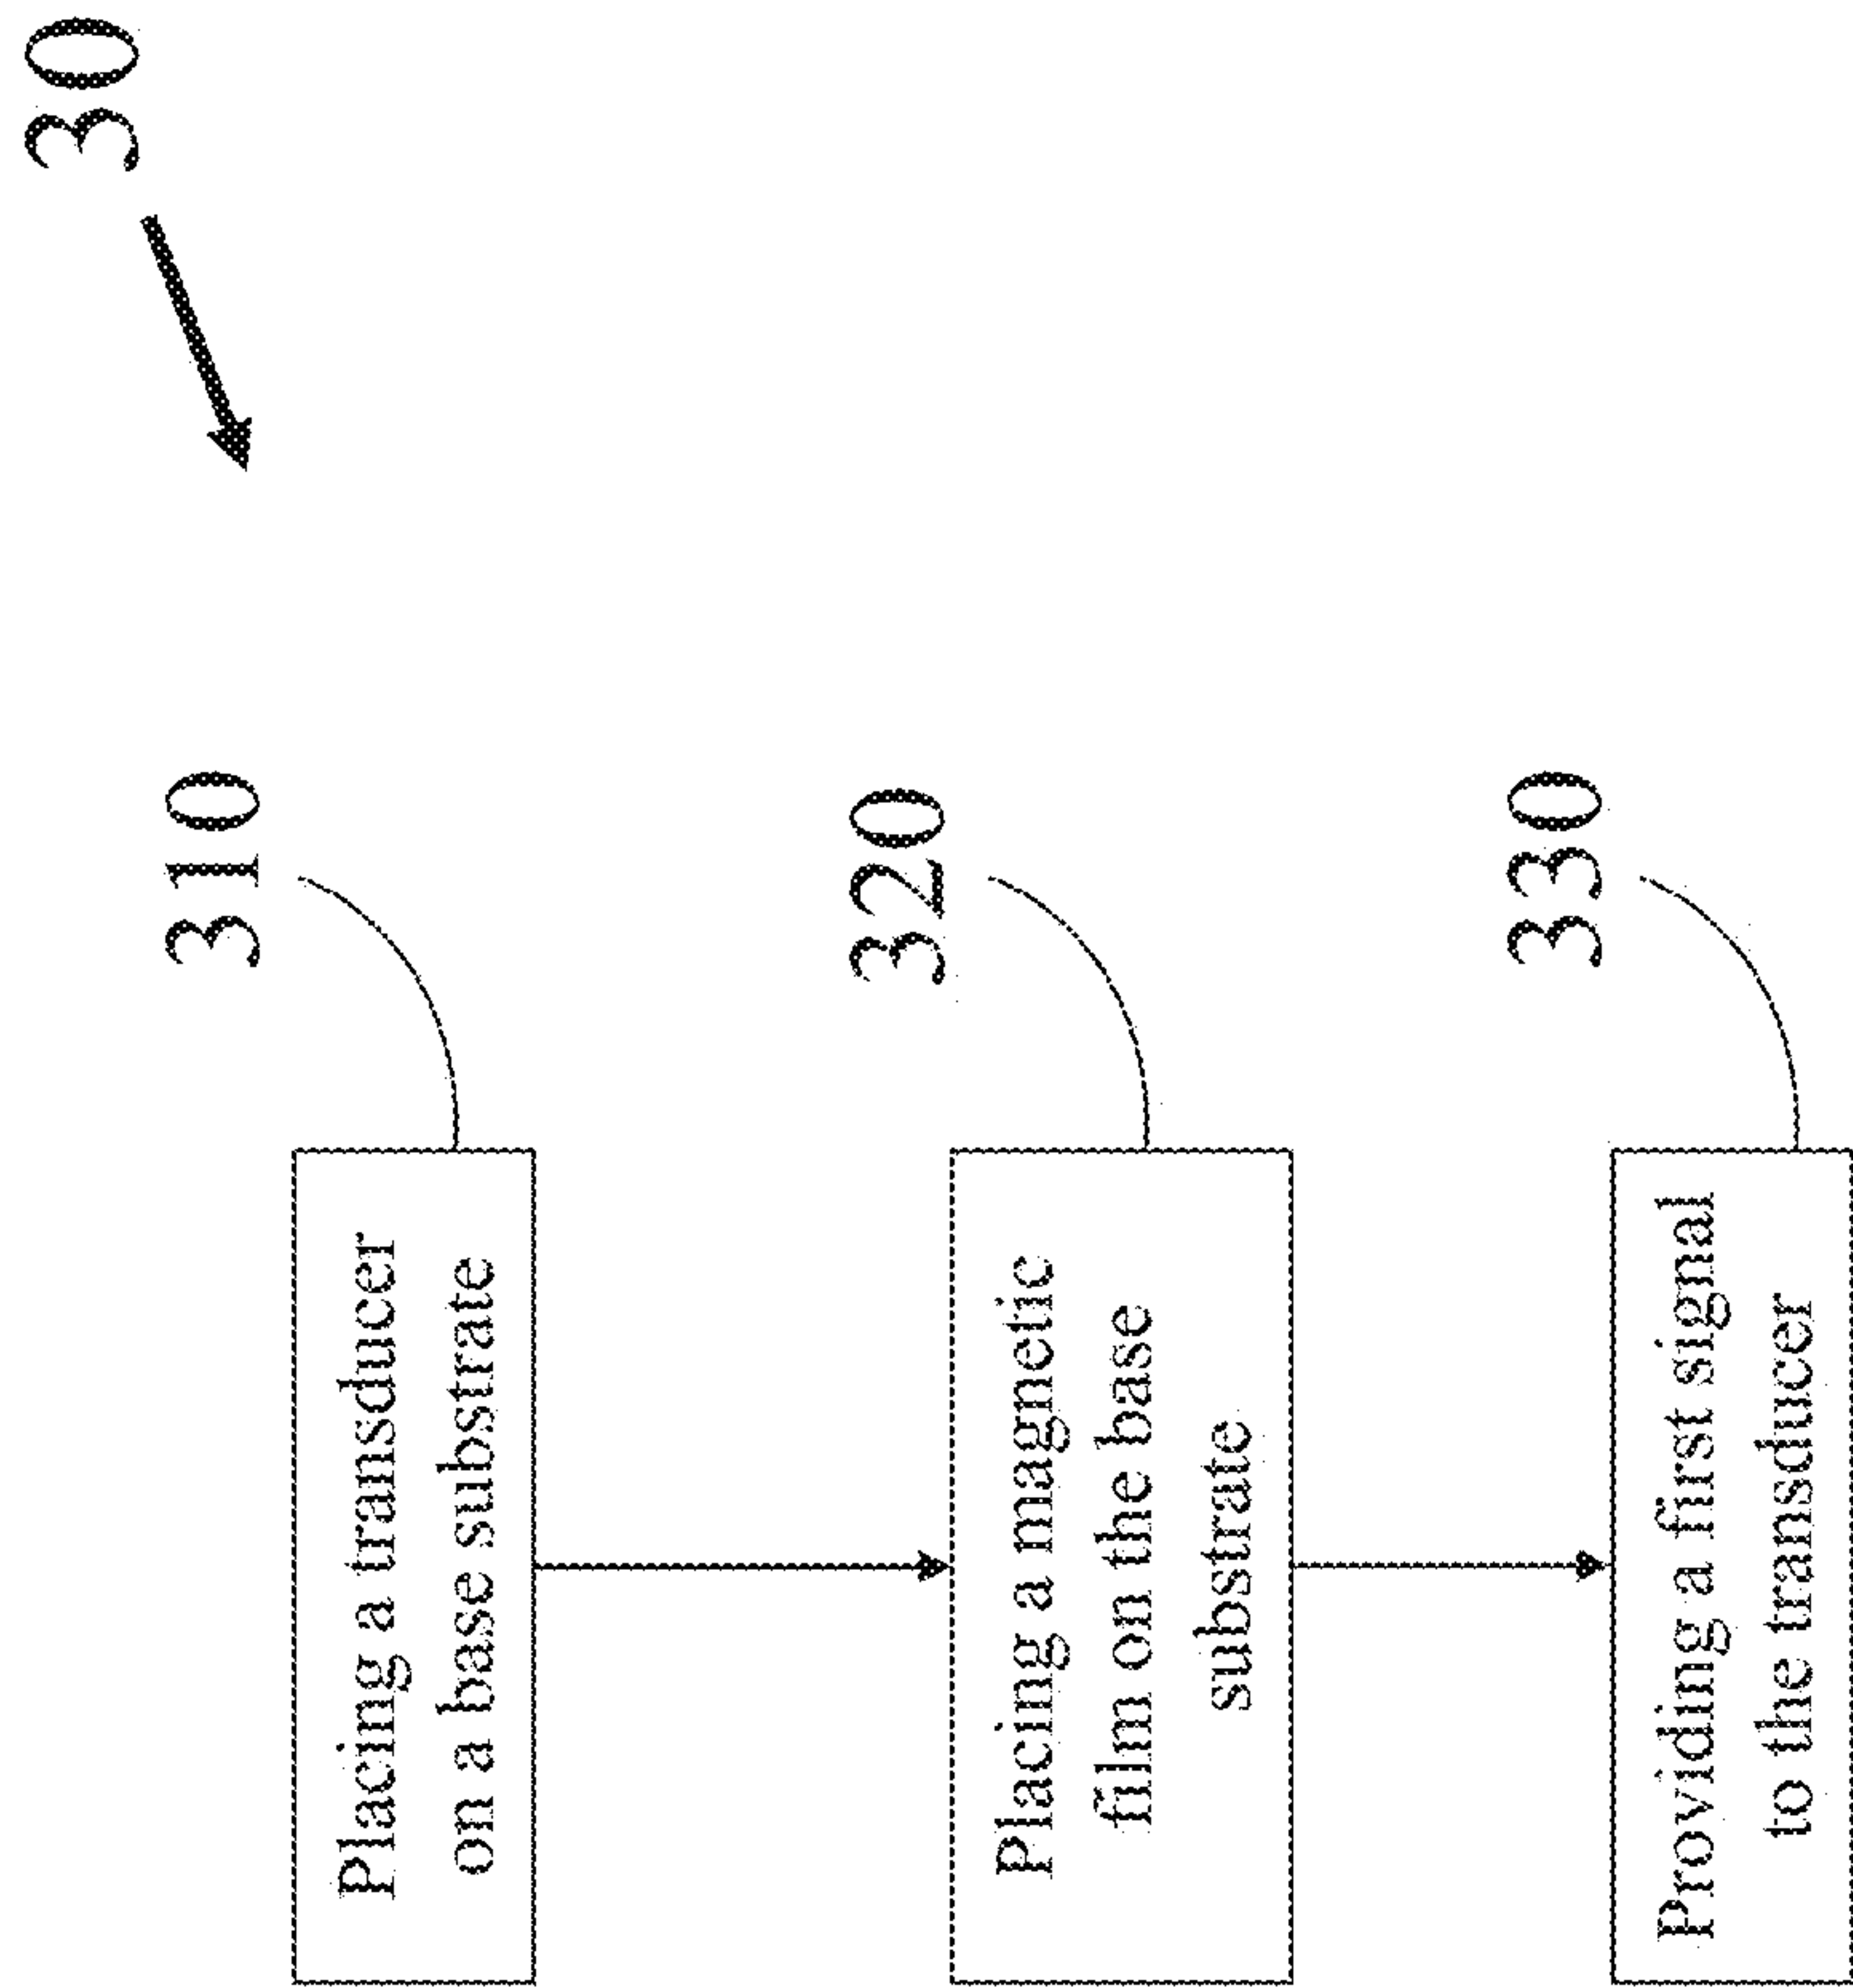 30
310
Placing a transducer
on a base substrate
320
Placing a magnetic
film on the base
substrate
330
Providing a first signal
to the transducer